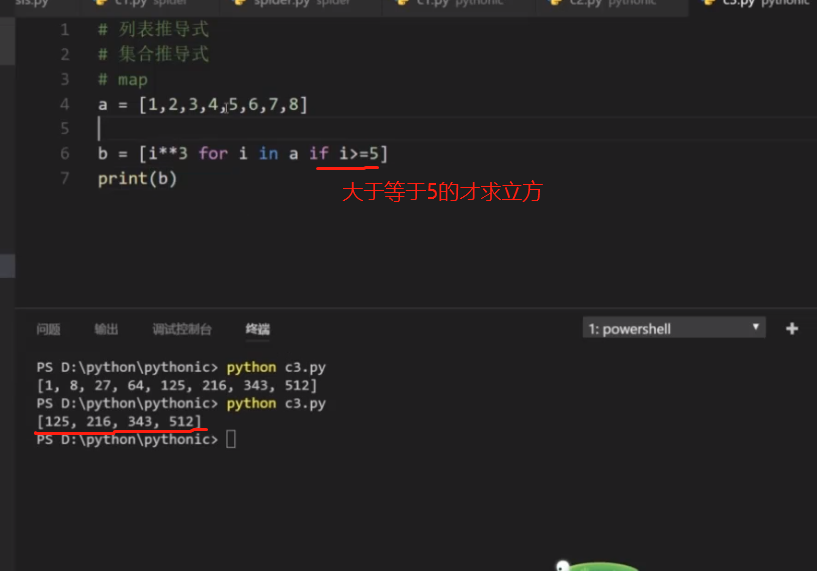 sis.py c1.py spider spider.py spider c1.py pythonic c2.py pythonic c3.py pythonic
1 # 列表推导式
2 # 集合推导式
3 # map
4 a = [1,2,3,4,5,6,7,8]
5
6 b = [i**3 for i in a if i>=5]
7 print(b)
大于等于5的才求立方
问题 输出 调试控制台 终端 1: powershell
PS D:\python\pythonic> python c3.py
[1, 8, 27, 64, 125, 216, 343, 512]
PS D:\python\pythonic> python c3.py
[125, 216, 343, 512]
PS D:\python\pythonic>